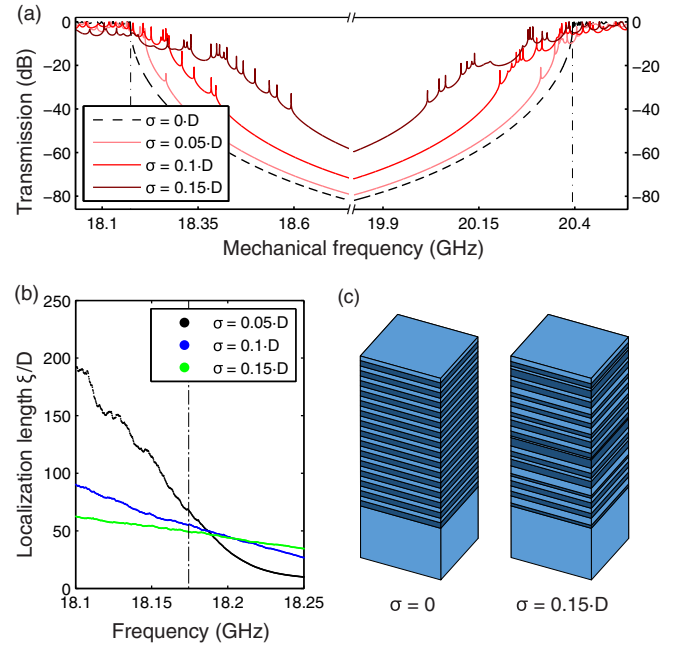 (a)
0
−20
−40
−60
−80
0
−20
−40
−60
−80
Transmission (dB)
σ = 0·D
σ = 0.05·D
σ = 0.1·D
σ = 0.15·D
18.1
18.35
18.6
19.9
20.15
20.4
Mechanical frequency (GHz)
(b)
250
200
150
100
50
0
Localization length ξ/D
σ = 0.05·D
σ = 0.1·D
σ = 0.15·D
18.1
18.15
18.2
18.25
Frequency (GHz)
(c)
σ = 0
σ = 0.15·D